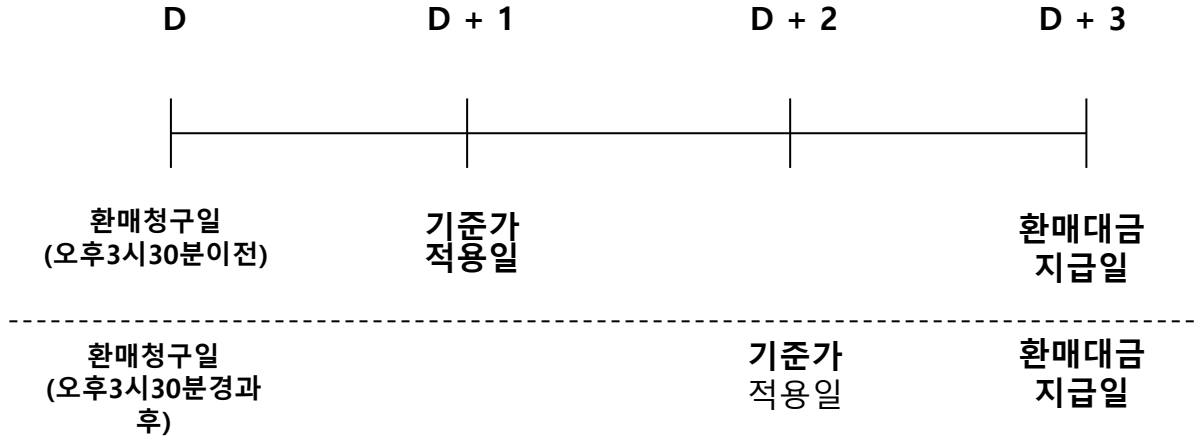 D D + 1 D + 2 D + 3
환매청구일
(오후3시30분이전)
기준가
적용일
환매대금
지급일
환매청구일
(오후3시30분경과
후)
기준가
적용일
환매대금
지급일